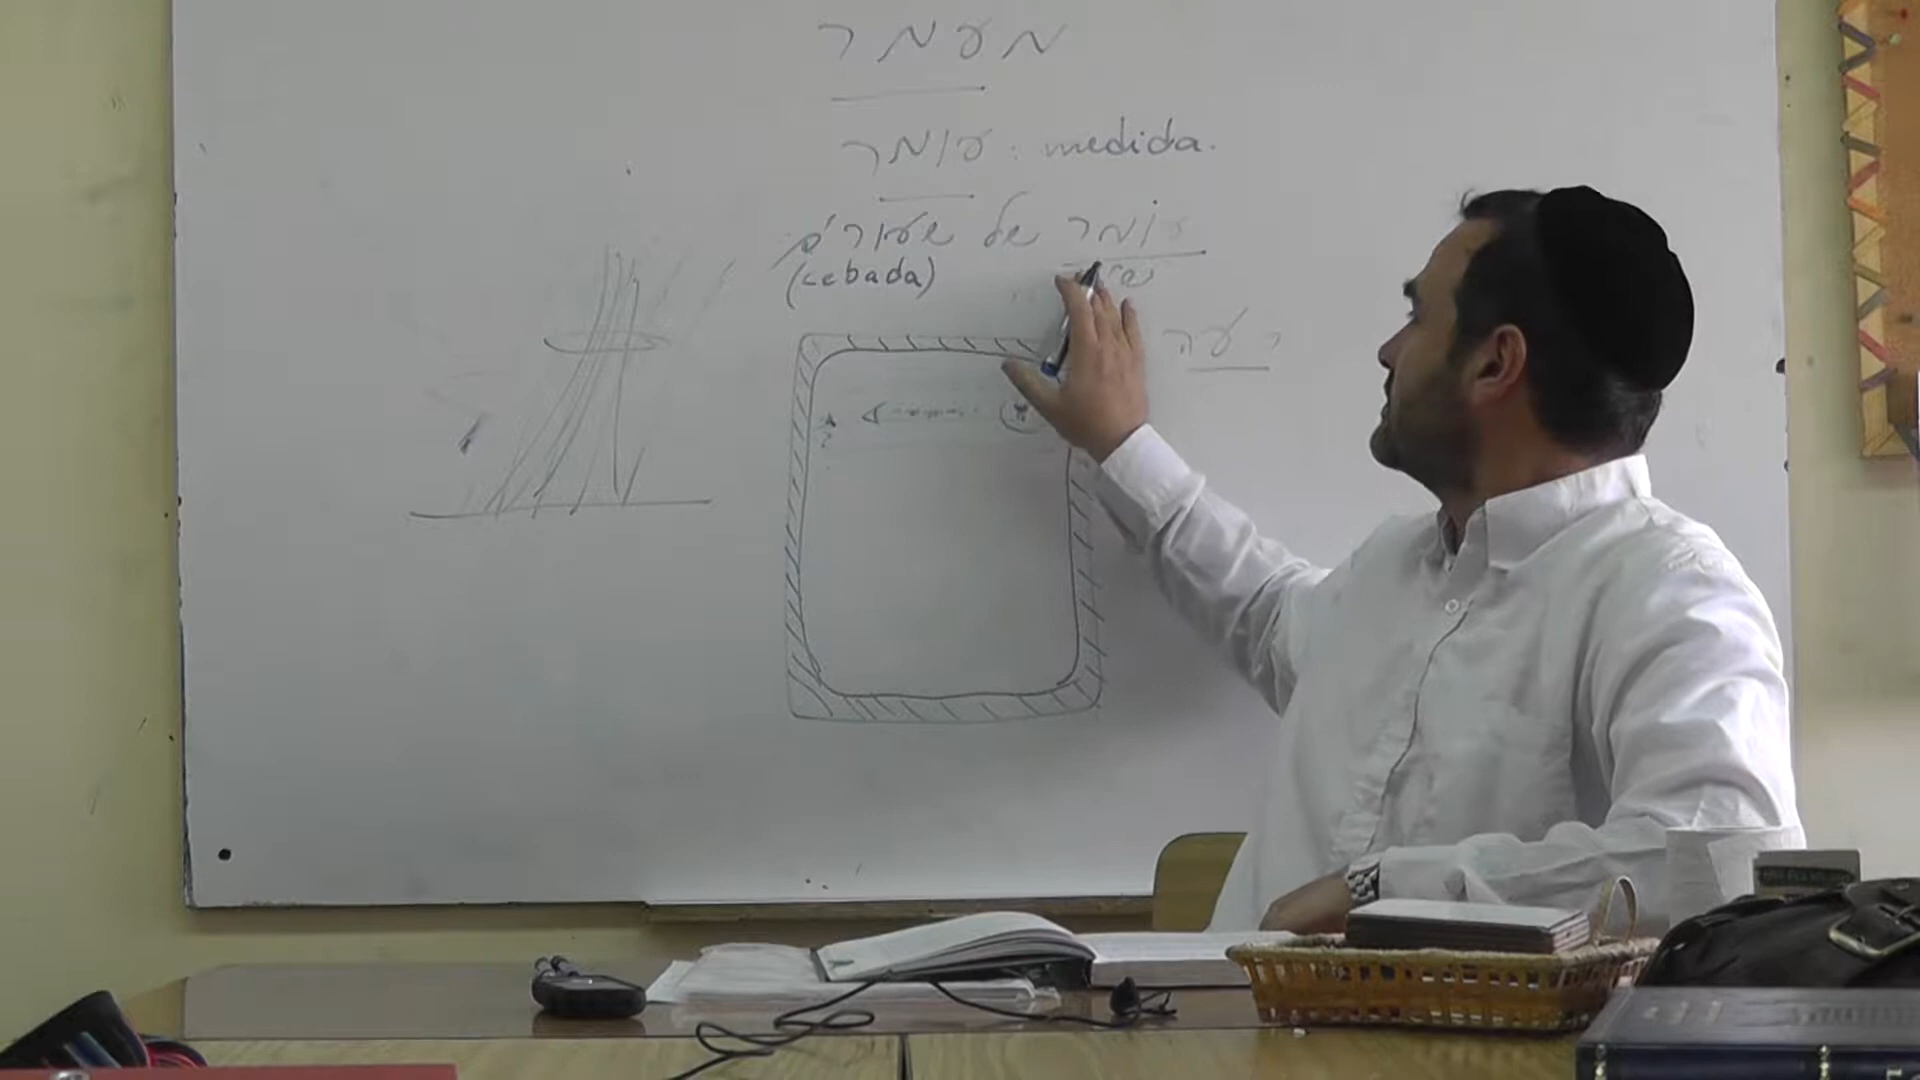 מעמר
עומר : medida.
עומר של שעורים
(cebada)